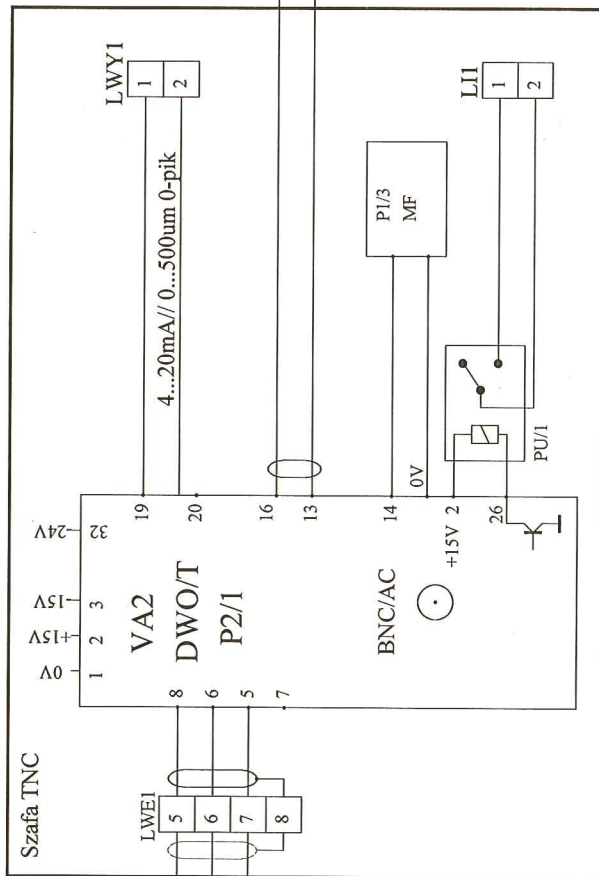 Szafa TNC
LWE1
5
6
7
8
8
6
5
7
0V
+15V
-15V
-24V
1
2
3
32
VA2
DWO/T
P2/1
BNC/AC
19
20
16
13
14
0V
+15V
2
26
4...20mA// 0...500um 0-pik
LWY1
1
2
P1/3
MF
PU/1
LI1
1
2